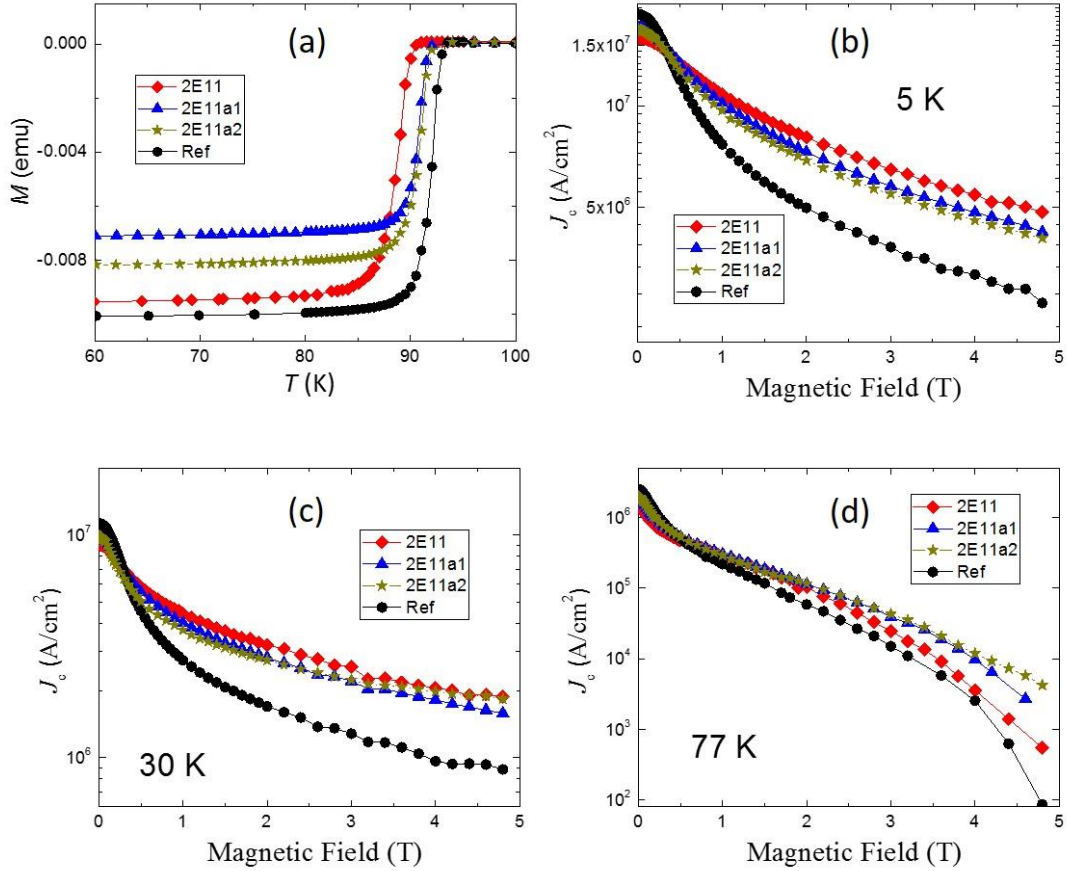 (a)
0.000
-0.004
-0.008
M (emu)
2E11
2E11a1
2E11a2
Ref
60
70
80
90
100
T (K)
(b)
5 K
1.5x10⁷
10⁷
5x10⁶
J_c (A/cm²)
2E11
2E11a1
2E11a2
Ref
0
1
2
3
4
5
Magnetic Field (T)
(c)
30 K
10⁷
10⁶
J_c (A/cm²)
2E11
2E11a1
2E11a2
Ref
0
1
2
3
4
5
Magnetic Field (T)
(d)
77 K
10⁶
10⁵
10⁴
10³
10²
J_c (A/cm²)
2E11
2E11a1
2E11a2
Ref
0
1
2
3
4
5
Magnetic Field (T)